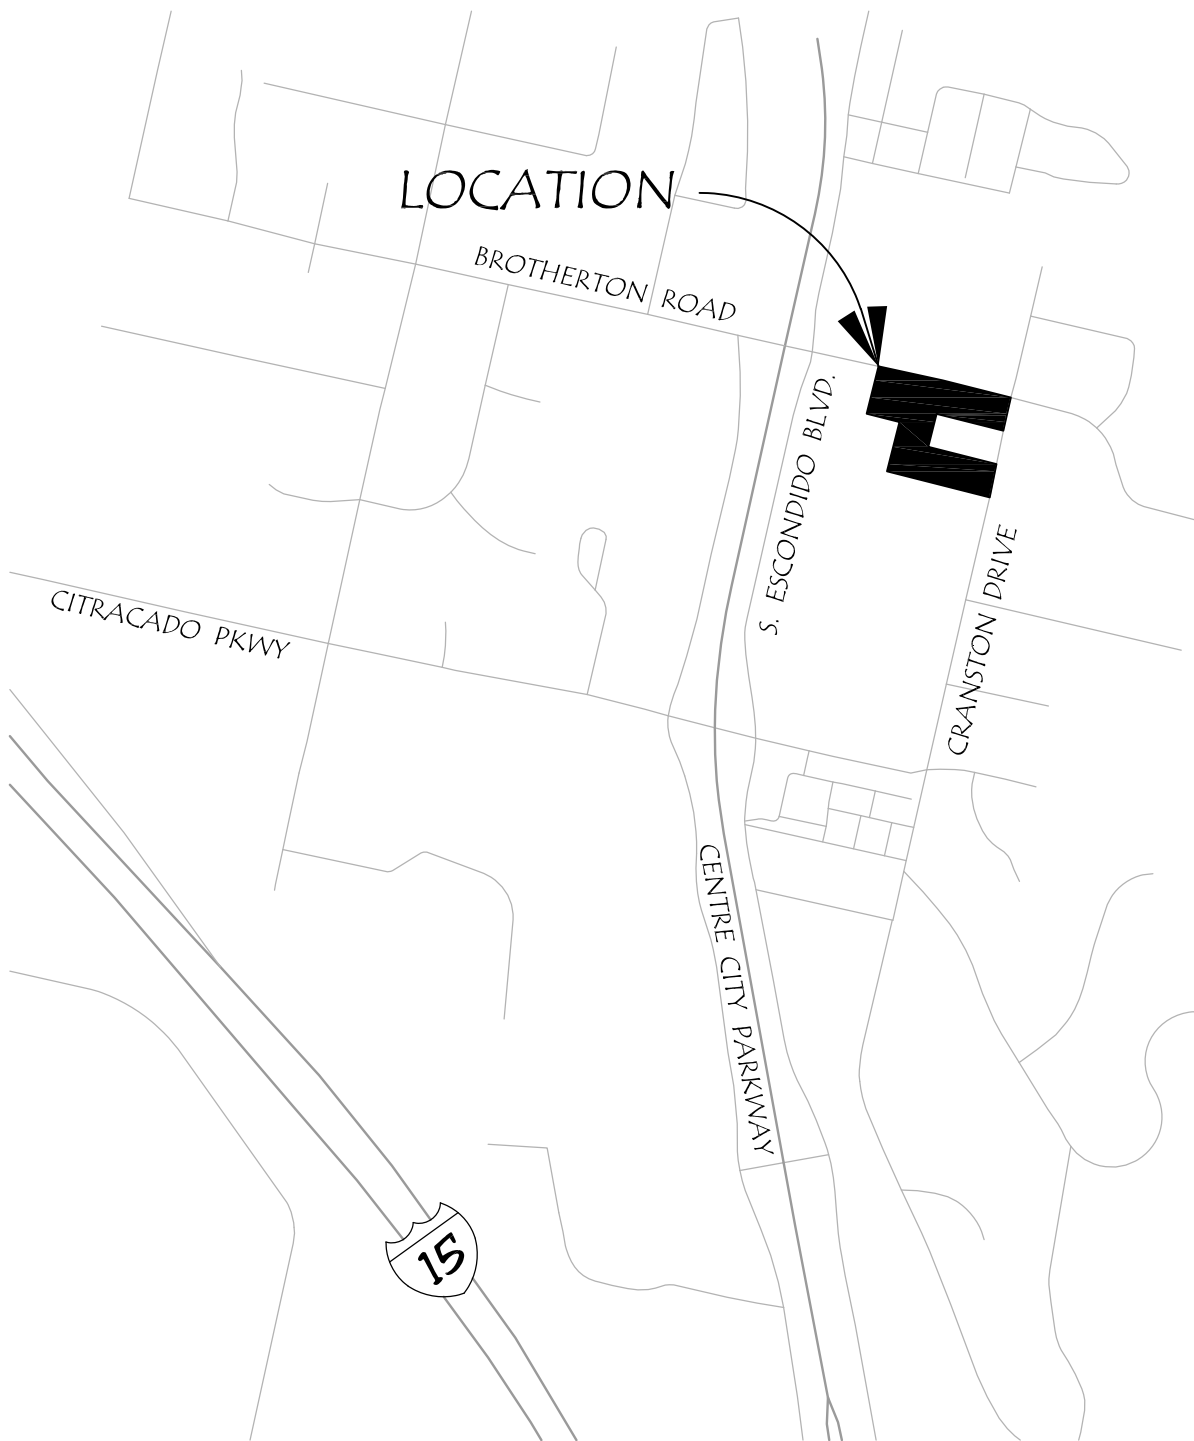 LOCATION
BROTHERTON ROAD
S. ESCONDIDO BLVD.
CITRACADO PKWY
CRANSTON DRIVE
CENTRE CITY PARKWAY
15